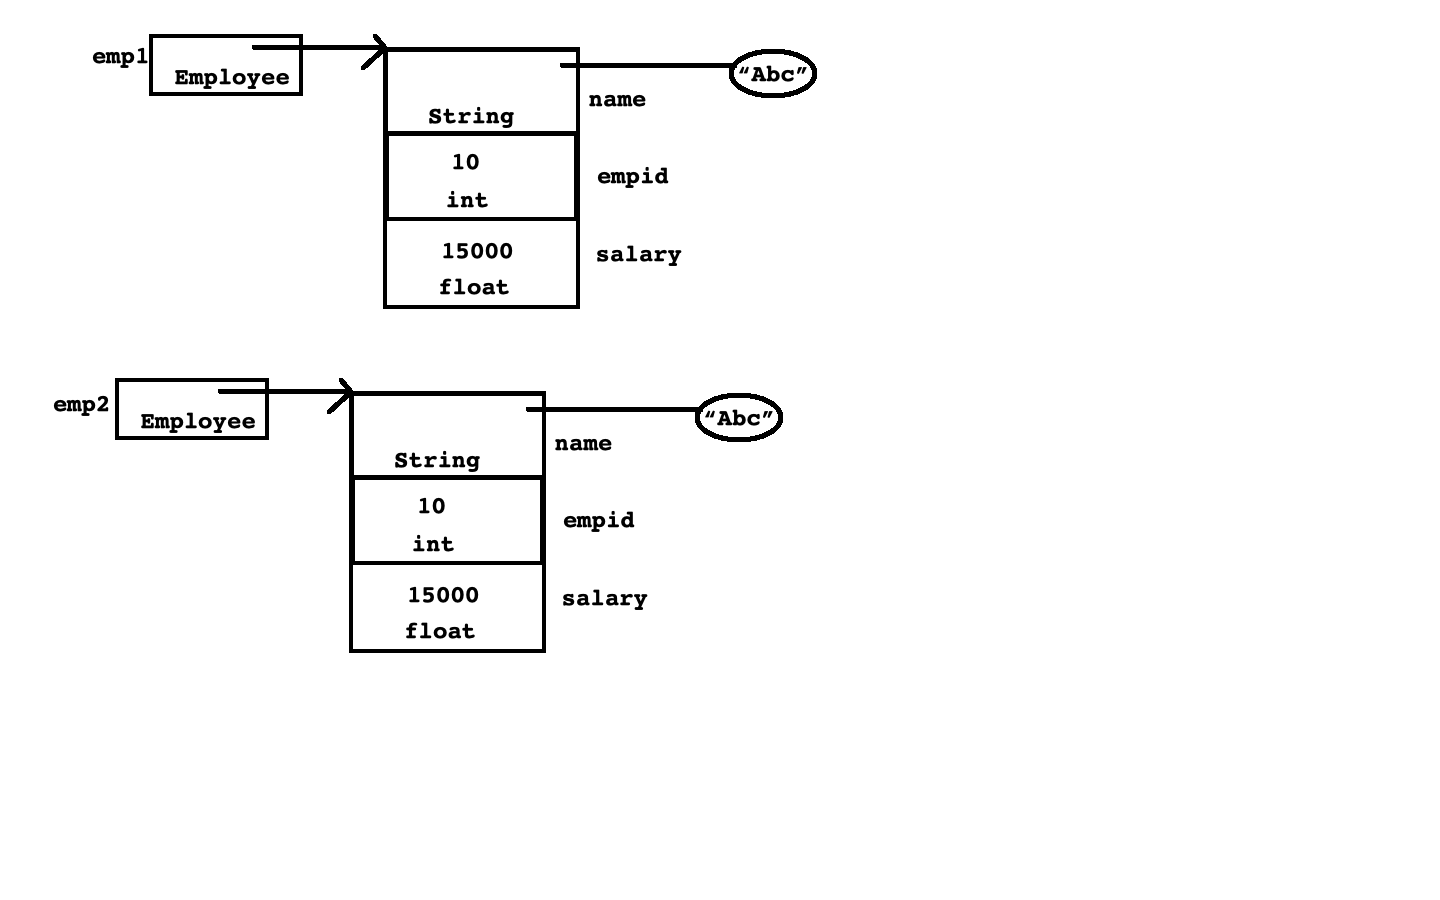 emp1
Employee
"Abc"
name
String
10
empid
int
15000
salary
float
emp2
Employee
"Abc"
name
String
10
empid
int
15000
salary
float